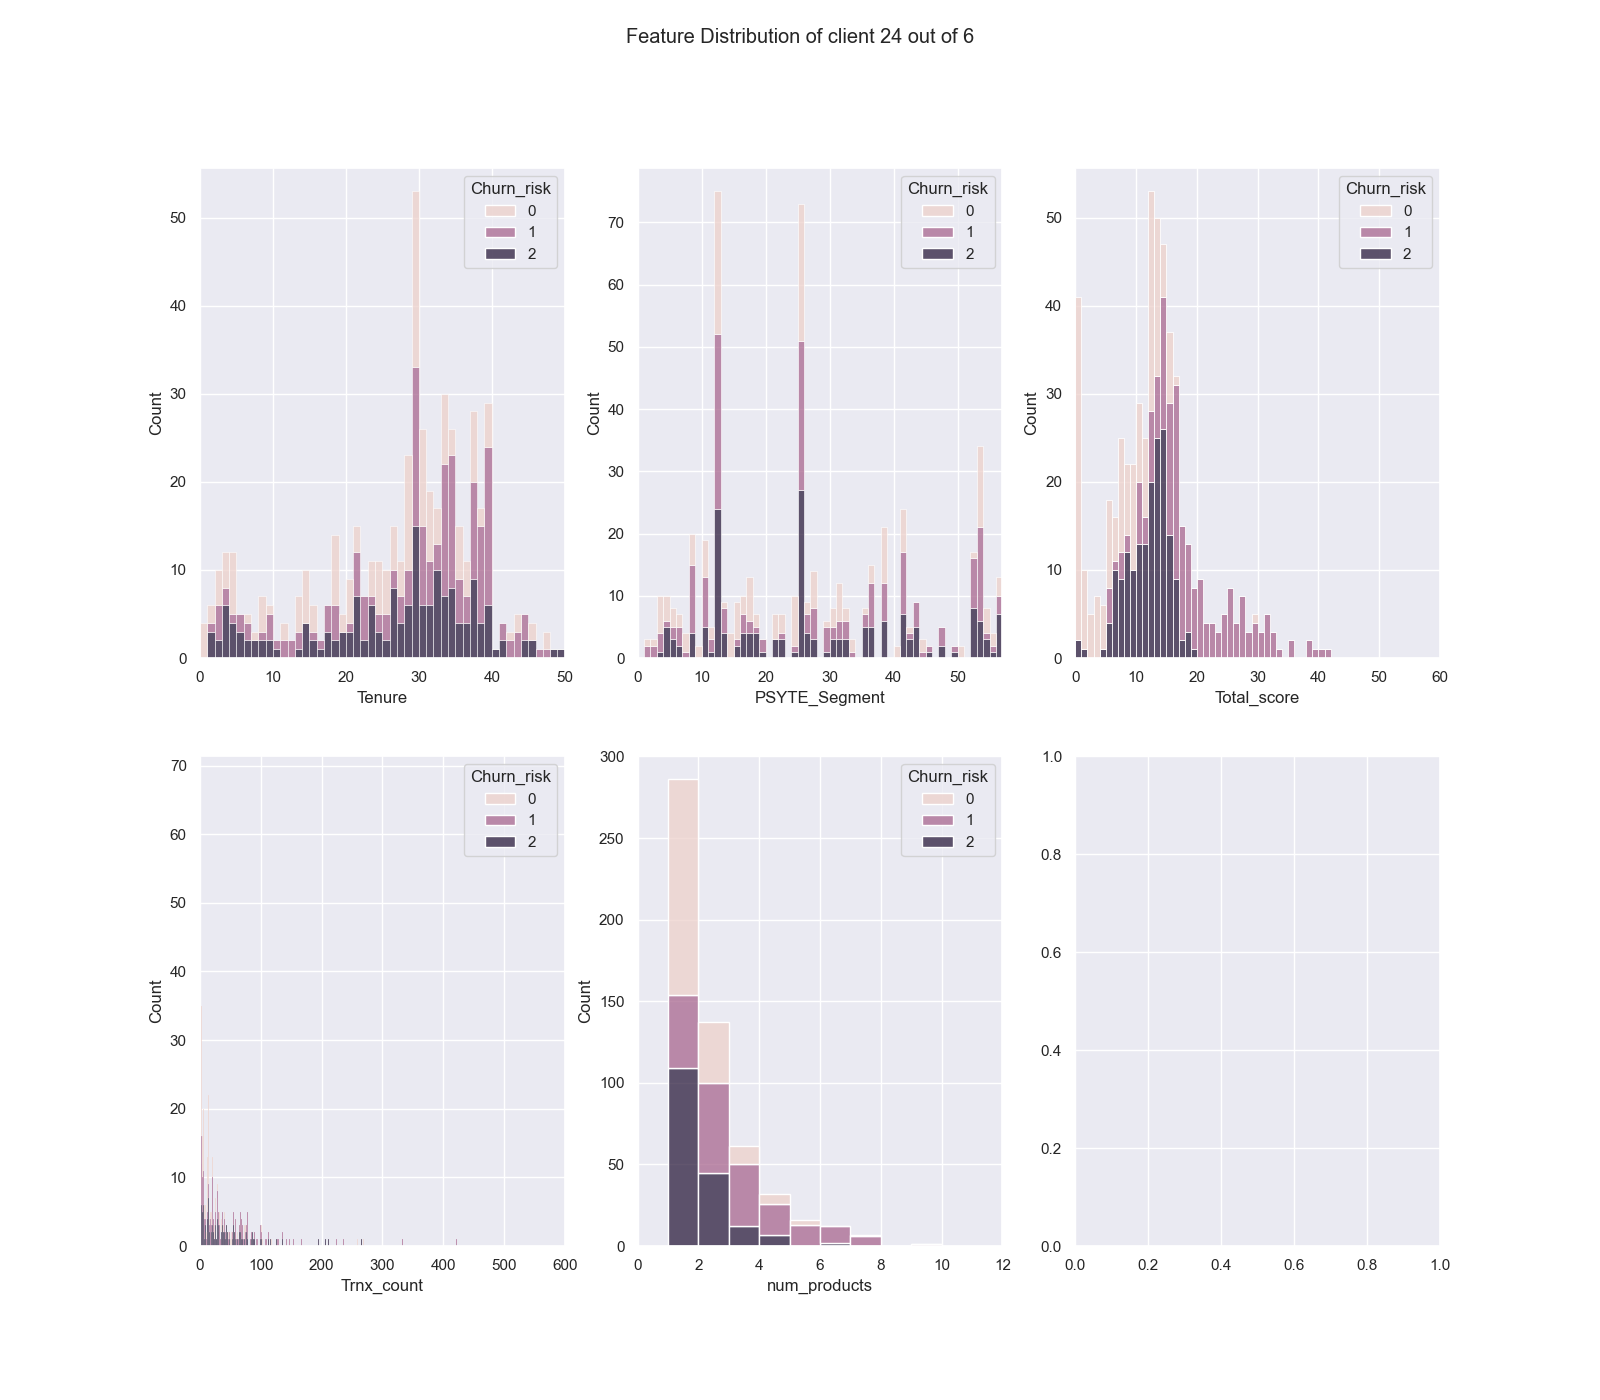 Feature Distribution of client 24 out of 6
Churn_risk
0
1
2
50
40
30
20
10
0
Count
0 10 20 30 40 50
Tenure
Churn_risk
0
1
2
70
60
50
40
30
20
10
0
Count
0 10 20 30 40 50
PSYTE_Segment
Churn_risk
0
1
2
50
40
30
20
10
0
Count
0 10 20 30 40 50 60
Total_score
Churn_risk
0
1
2
70
60
50
40
30
20
10
0
Count
0 100 200 300 400 500 600
Trnx_count
Churn_risk
0
1
2
300
250
200
150
100
50
0
Count
0 2 4 6 8 10 12
num_products
1.0
0.8
0.6
0.4
0.2
0.0
0.0 0.2 0.4 0.6 0.8 1.0